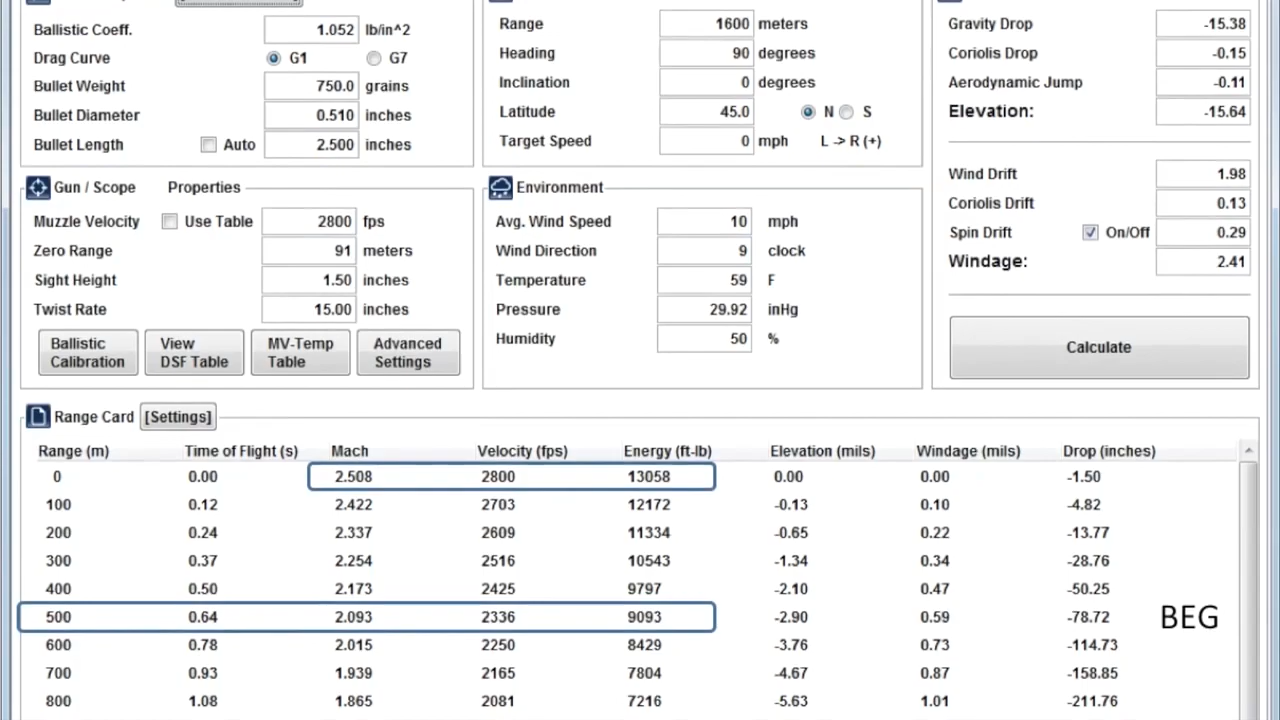 Ballistic Coeff. 1.052 lb/in^2
Drag Curve G1 G7
Bullet Weight 750.0 grains
Bullet Diameter 0.510 inches
Bullet Length Auto 2.500 inches
Range 1600 meters
Heading 90 degrees
Inclination 0 degrees
Latitude 45.0 N S
Target Speed 0 mph L -> R (+)
Gravity Drop -15.38
Coriolis Drop -0.15
Aerodynamic Jump -0.11
Elevation: -15.64
Wind Drift 1.98
Coriolis Drift 0.13
Spin Drift On/Off 0.29
Windage: 2.41
Calculate
Gun / Scope Properties
Muzzle Velocity Use Table 2800 fps
Zero Range 91 meters
Sight Height 1.50 inches
Twist Rate 15.00 inches
Ballistic Calibration
View DSF Table
MV-Temp Table
Advanced Settings
Environment
Avg. Wind Speed 10 mph
Wind Direction 9 clock
Temperature 59 F
Pressure 29.92 inHg
Humidity 50 %
Range Card [Settings]
Range (m) Time of Flight (s) Mach Velocity (fps) Energy (ft-lb) Elevation (mils) Windage (mils) Drop (inches)
0 0.00 2.508 2800 13058 0.00 0.00 -1.50
100 0.12 2.422 2703 12172 -0.13 0.10 -4.82
200 0.24 2.337 2609 11334 -0.65 0.22 -13.77
300 0.37 2.254 2516 10543 -1.34 0.34 -28.76
400 0.50 2.173 2425 9797 -2.10 0.47 -50.25
500 0.64 2.093 2336 9093 -2.90 0.59 -78.72 BEG
600 0.78 2.015 2250 8429 -3.76 0.73 -114.73
700 0.93 1.939 2165 7804 -4.67 0.87 -158.85
800 1.08 1.865 2081 7216 -5.63 1.01 -211.76